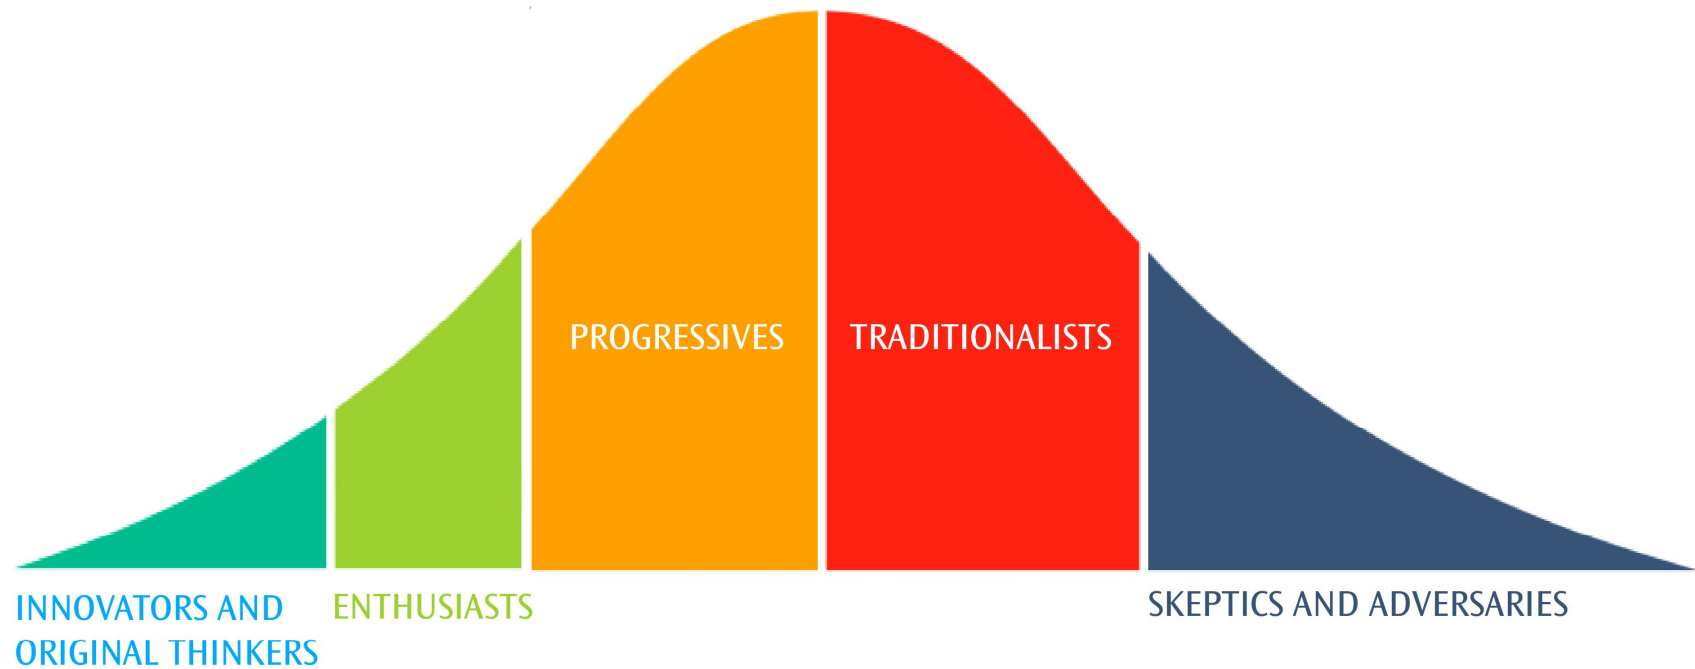 PROGRESSIVES
TRADITIONALISTS
INNOVATORS AND
ORIGINAL THINKERS
ENTHUSIASTS
SKEPTICS AND ADVERSARIES